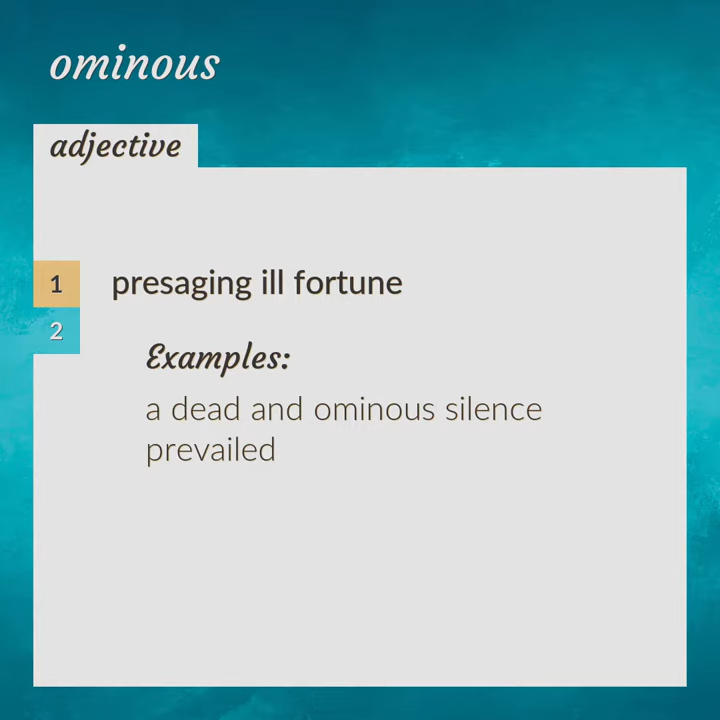 ominous
adjective
1 presaging ill fortune
2
Examples:
a dead and ominous silence
prevailed